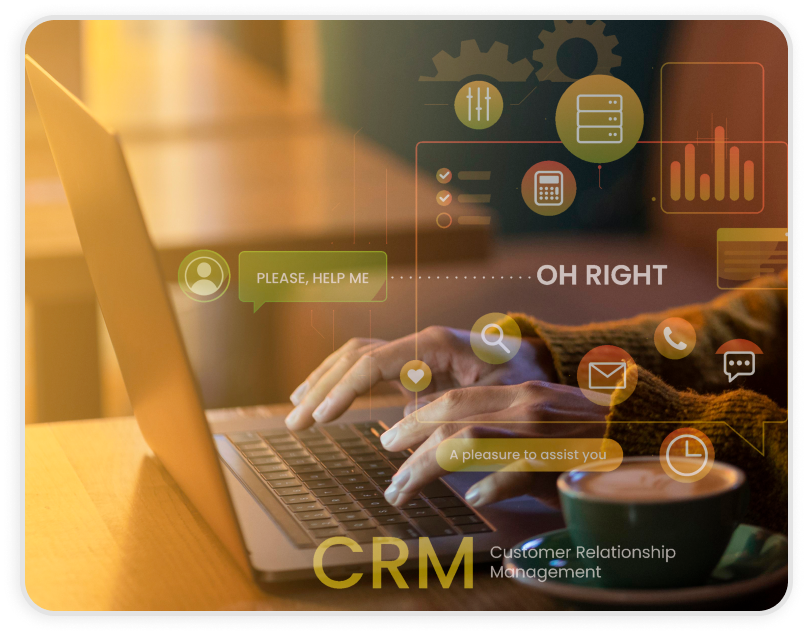 PLEASE, HELP ME
OH RIGHT
A pleasure to assist you
CRM
Customer Relationship
Management